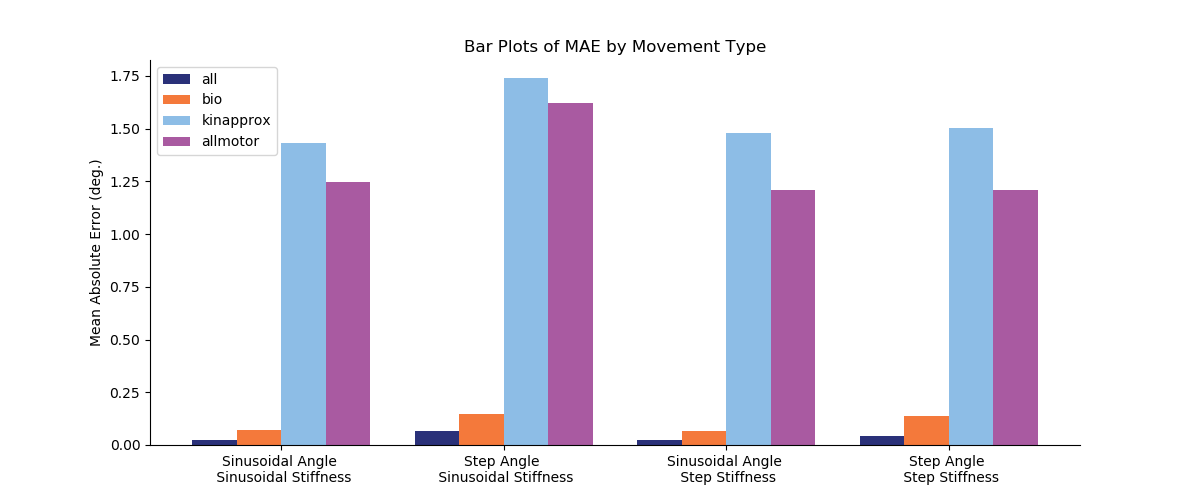 Bar Plots of MAE by Movement Type
all
bio
kinapprox
allmotor
Mean Absolute Error (deg.)
1.75
1.50
1.25
1.00
0.75
0.50
0.25
0.00
Sinusoidal Angle
Sinusoidal Stiffness
Step Angle
Sinusoidal Stiffness
Sinusoidal Angle
Step Stiffness
Step Angle
Step Stiffness